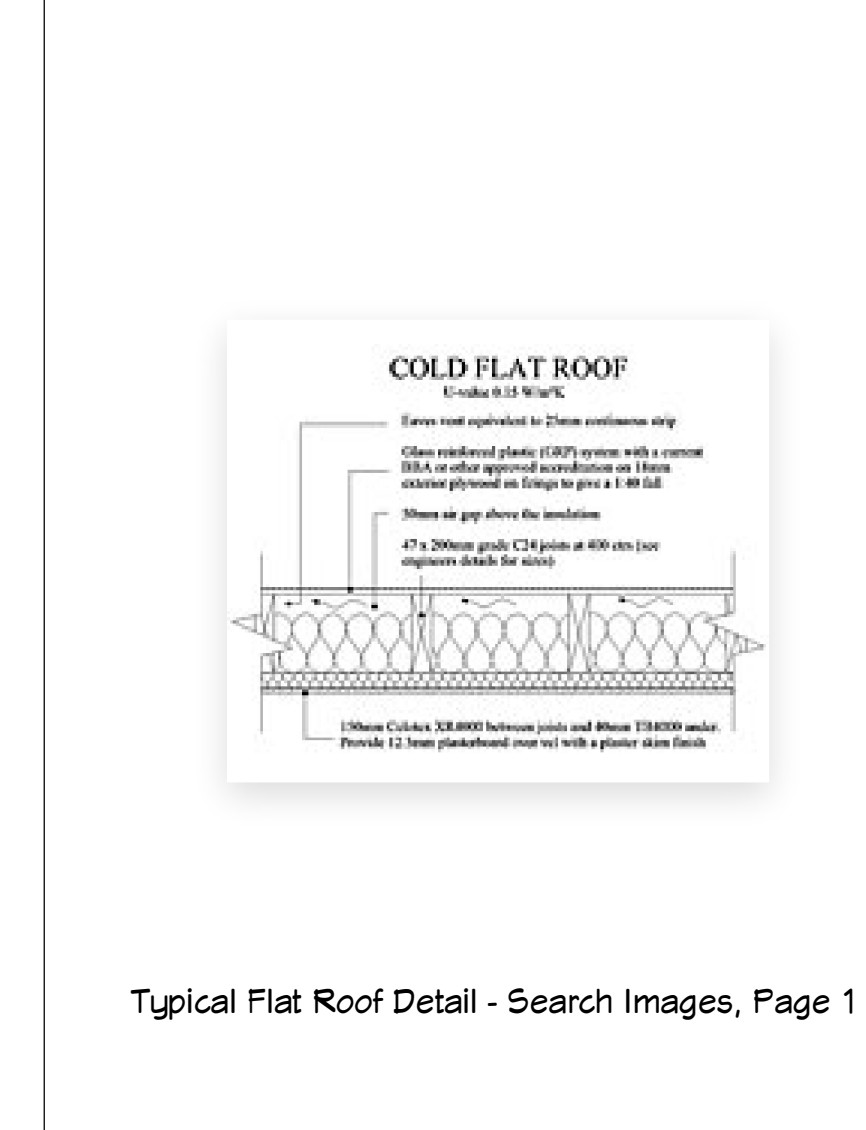 COLD FLAT ROOF
U-value 0.15 W/m²K
Eaves vent equivalent to 25mm continuous strip
Glass reinforced plastic (GRP) system with a current
BBA or other approved accreditation on 18mm
exterior plywood on firings to give a 1:40 fall
50mm air gap above the insulation
47 x 200mm grade C24 joists at 400 ctrs (see
engineers details for sizes)
150mm Celotex XR4000 between joists and 40mm under.
Provide 12.5mm plasterboard over vcl with a plaster skim finish
Typical Flat Roof Detail - Search Images, Page 1